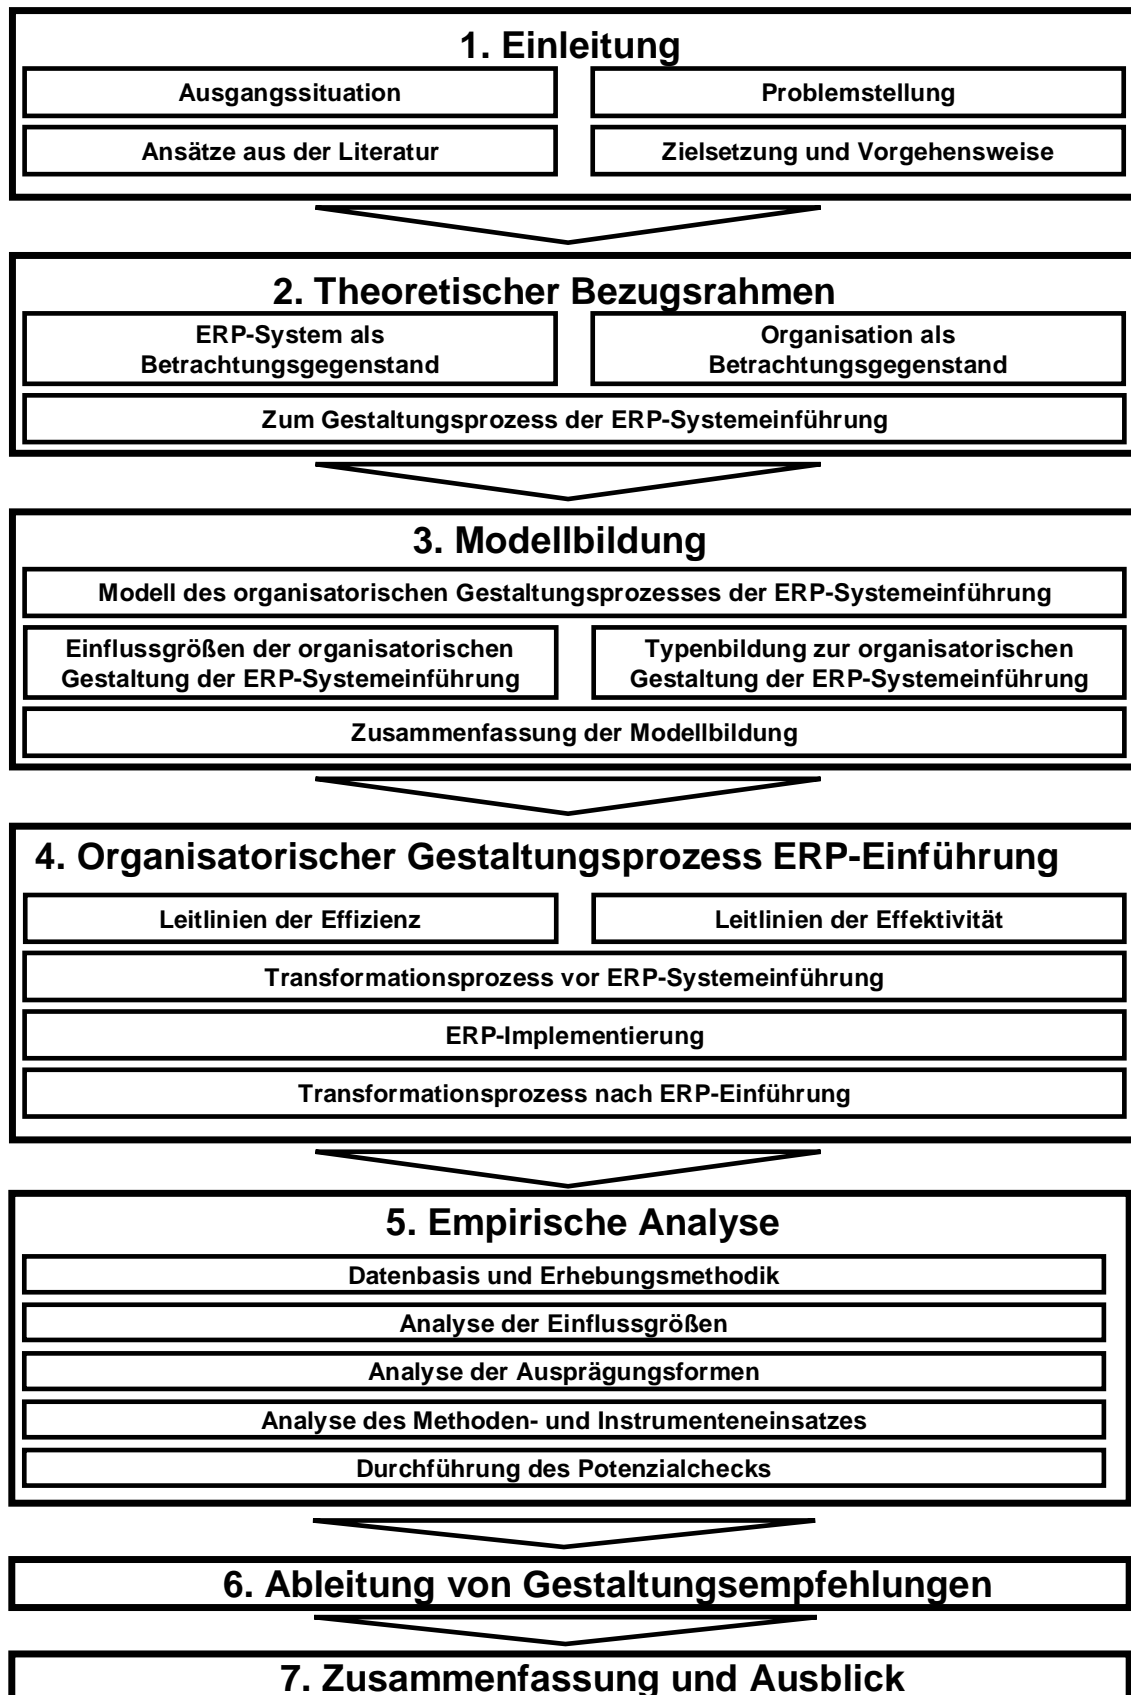 1. Einleitung
Ausgangssituation
Problemstellung
Ansätze aus der Literatur
Zielsetzung und Vorgehensweise
2. Theoretischer Bezugsrahmen
ERP-System als
Betrachtungsgegenstand
Organisation als
Betrachtungsgegenstand
Zum Gestaltungsprozess der ERP-Systemeinführung
3. Modellbildung
Modell des organisatorischen Gestaltungsprozesses der ERP-Systemeinführung
Einflussgrößen der organisatorischen
Gestaltung der ERP-Systemeinführung
Typenbildung zur organisatorischen
Gestaltung der ERP-Systemeinführung
Zusammenfassung der Modellbildung
4. Organisatorischer Gestaltungsprozess ERP-Einführung
Leitlinien der Effizienz
Leitlinien der Effektivität
Transformationsprozess vor ERP-Systemeinführung
ERP-Implementierung
Transformationsprozess nach ERP-Einführung
5. Empirische Analyse
Datenbasis und Erhebungsmethodik
Analyse der Einflussgrößen
Analyse der Ausprägungsformen
Analyse des Methoden- und Instrumenteneinsatzes
Durchführung des Potenzialchecks
6. Ableitung von Gestaltungsempfehlungen
7. Zusammenfassung und Ausblick